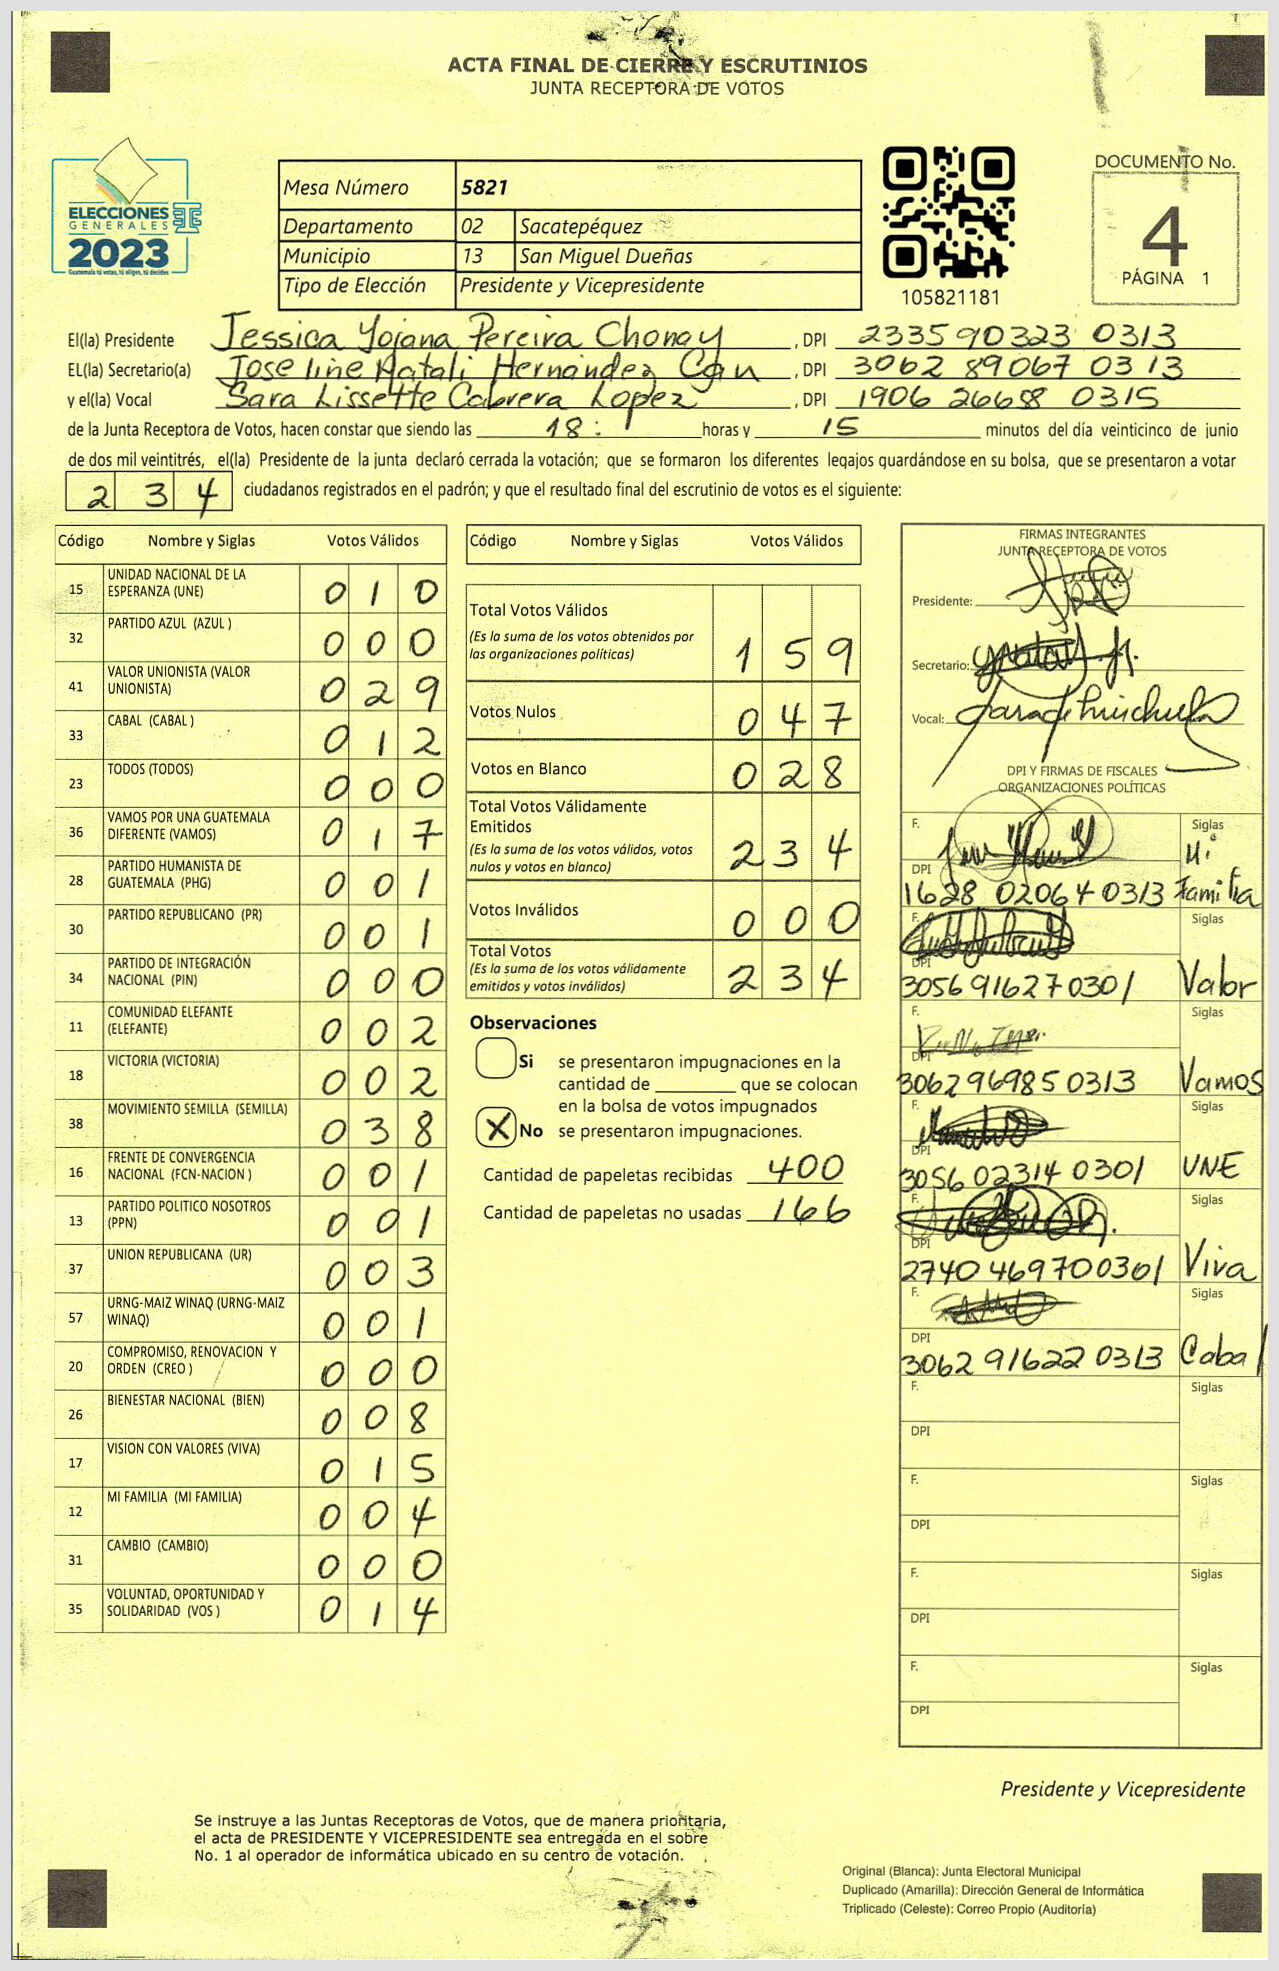 ACTA FINAL DE CIERRE Y ESCRUTINIOS
JUNTA RECEPTORA DE VOTOS
ELECCIONES
GENERALES
2023
Guatemala tú votas, tú eliges, tú decides
Mesa Número 5821
Departamento 02 Sacatepéquez
Municipio 13 San Miguel Dueñas
Tipo de Elección Presidente y Vicepresidente
105821181
DOCUMENTO No.
4
PÁGINA 1
El(la) Presidente Jessica Yojana Pereira Chonay , DPI 2335 90323 0313
EL(la) Secretario(a) Joseline Natali Hernández Can , DPI 3062 89067 0313
y el(la) Vocal Sara Lissette Cabrera Lopez , DPI 1906 26658 0315
de la Junta Receptora de Votos, hacen constar que siendo las 18: horas y 15 minutos del día veinticinco de junio
de dos mil veintitrés, el(la) Presidente de la junta declaró cerrada la votación; que se formaron los diferentes legajos guardándose en su bolsa, que se presentaron a votar
2 3 4 ciudadanos registrados en el padrón; y que el resultado final del escrutinio de votos es el siguiente:
Código Nombre y Siglas Votos Válidos
15 UNIDAD NACIONAL DE LA
ESPERANZA (UNE) 0 1 0
32 PARTIDO AZUL (AZUL ) 0 0 0
41 VALOR UNIONISTA (VALOR
UNIONISTA) 0 2 9
33 CABAL (CABAL ) 0 1 2
23 TODOS (TODOS) 0 0 0
36 VAMOS POR UNA GUATEMALA
DIFERENTE (VAMOS) 0 1 7
28 PARTIDO HUMANISTA DE
GUATEMALA (PHG) 0 0 1
30 PARTIDO REPUBLICANO (PR) 0 0 1
34 PARTIDO DE INTEGRACIÓN
NACIONAL (PIN) 0 0 0
11 COMUNIDAD ELEFANTE
(ELEFANTE) 0 0 2
18 VICTORIA (VICTORIA) 0 0 2
38 MOVIMIENTO SEMILLA (SEMILLA) 0 3 8
16 FRENTE DE CONVERGENCIA
NACIONAL (FCN-NACION ) 0 0 1
13 PARTIDO POLITICO NOSOTROS
(PPN) 0 0 1
37 UNION REPUBLICANA (UR) 0 0 3
57 URNG-MAIZ WINAQ (URNG-MAIZ
WINAQ) 0 0 1
20 COMPROMISO, RENOVACION Y
ORDEN (CREO ) 0 0 0
26 BIENESTAR NACIONAL (BIEN) 0 0 8
17 VISION CON VALORES (VIVA) 0 1 5
12 MI FAMILIA (MI FAMILIA) 0 0 4
31 CAMBIO (CAMBIO) 0 0 0
35 VOLUNTAD, OPORTUNIDAD Y
SOLIDARIDAD (VOS ) 0 1 4
Código Nombre y Siglas Votos Válidos
Total Votos Válidos
(Es la suma de los votos obtenidos por
las organizaciones políticas) 1 5 9
Votos Nulos 0 4 7
Votos en Blanco 0 2 8
Total Votos Válidamente
Emitidos
(Es la suma de los votos válidos, votos
nulos y votos en blanco) 2 3 4
Votos Inválidos 0 0 0
Total Votos
(Es la suma de los votos válidamente
emitidos y votos inválidos) 2 3 4
Observaciones
Si se presentaron impugnaciones en la
cantidad de ________ que se colocan
en la bolsa de votos impugnados
X No se presentaron impugnaciones.
Cantidad de papeletas recibidas 400
Cantidad de papeletas no usadas 166
FIRMAS INTEGRANTES
JUNTA RECEPTORA DE VOTOS
Presidente:
Secretario:
Vocal:
DPI Y FIRMAS DE FISCALES
ORGANIZACIONES POLÍTICAS
F. Siglas
DPI Mi
1628 02064 0313 Familia
F. Siglas
DPI
3056 91627 0301 Valor
F. Siglas
DPI
3062 96985 0313 Vamos
F. Siglas
DPI
3056 02314 0301 UNE
F. Siglas
DPI
2740 46970 0301 Viva
F. Siglas
DPI
3062 91622 0313 Cabal
F. Siglas
DPI
F. Siglas
DPI
F. Siglas
DPI
F. Siglas
DPI
Presidente y Vicepresidente
Se instruye a las Juntas Receptoras de Votos, que de manera prioritaria,
el acta de PRESIDENTE Y VICEPRESIDENTE sea entregada en el sobre
No. 1 al operador de informática ubicado en su centro de votación.
Original (Blanca): Junta Electoral Municipal
Duplicado (Amarilla): Dirección General de Informática
Triplicado (Celeste): Correo Propio (Auditoría)